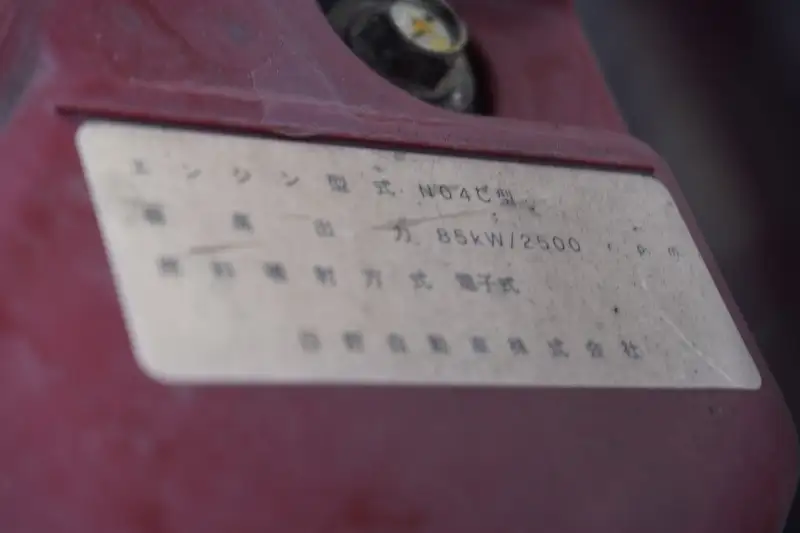 エンジン型式 N04C型
最高出力 85kW/2500 r.p.m
燃料噴射方式 電子式
日野自動車株式会社